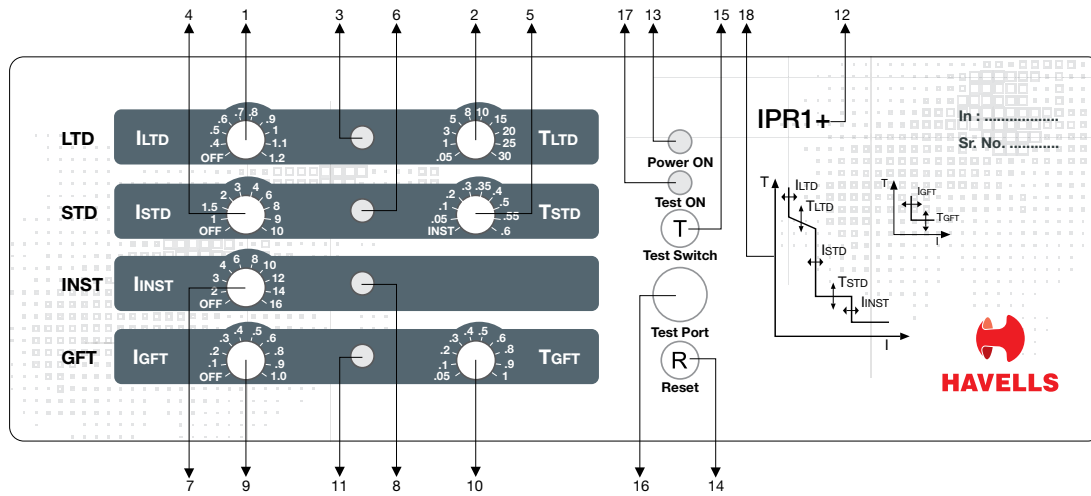 4 1 3 6 2 5 17 13 15 18 12
LTD ILTD OFF .4 .5 .6 .7 .8 .9 1 1.1 1.2 .05 1 3 5 8 10 15 20 25 30 TLTD
STD ISTD OFF 1 1.5 2 3 4 6 8 9 10 INST .05 .1 .2 .3 .35 .4 .5 .55 .6 TSTD
INST IINST OFF 2 3 4 6 8 10 12 14 16
GFT IGFT OFF .1 .2 .3 .4 .5 .6 .8 .9 1.0 .05 .1 .2 .3 .4 .5 .6 .8 .9 1 TGFT
Power ON
Test ON
T
Test Switch
Test Port
R
Reset
IPR1+
In : ..................
Sr. No. ............
T ILTD
TLTD
ISTD
TSTD
IINST
I
T IGFT
TGFT
I
HAVELLS
7 9 11 8 10 16 14